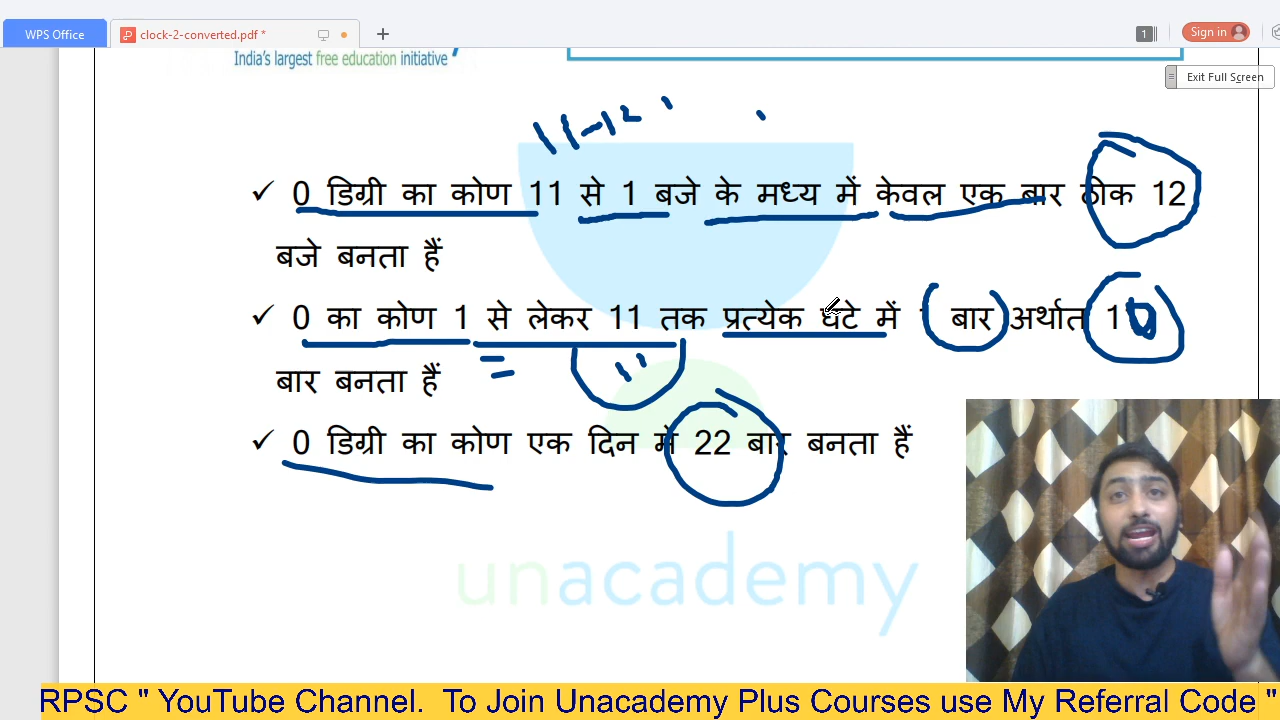 WPS Office
clock-2-converted.pdf *
1
Sign in
India's largest free education initiative
Exit Full Screen
11-12
0 डिग्री का कोण 11 से 1 बजे के मध्य में केवल एक बार ठीक 12
बजे बनता हैं
0 का कोण 1 से लेकर 11 तक प्रत्येक घंटे में 1 बार अर्थात 10
बार बनता हैं
11
0 डिग्री का कोण एक दिन में 22 बार बनता हैं
unacademy
RPSC " YouTube Channel. To Join Unacademy Plus Courses use My Referral Code "